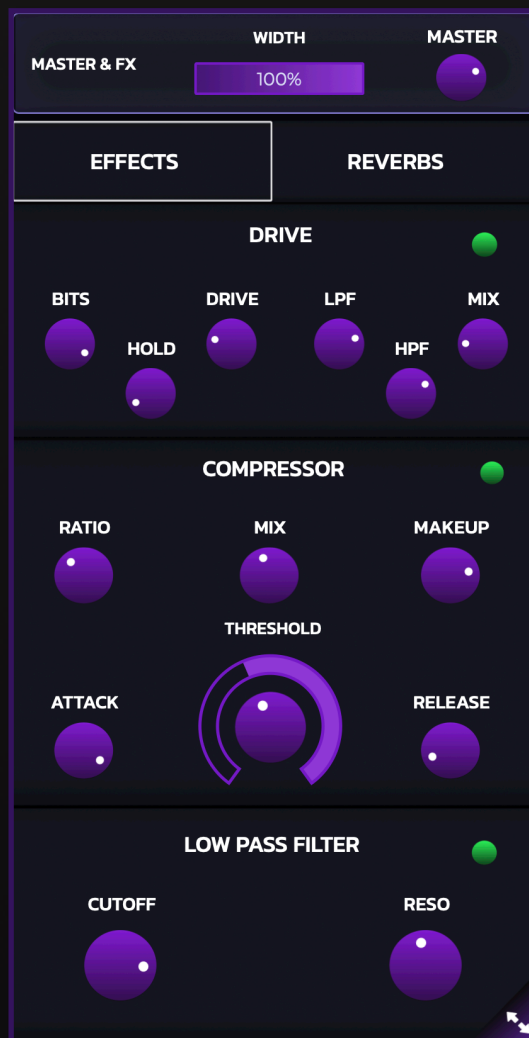 WIDTH
MASTER
MASTER & FX
100%
EFFECTS
REVERBS
DRIVE
BITS
DRIVE
LPF
MIX
HOLD
HPF
COMPRESSOR
RATIO
MIX
MAKEUP
THRESHOLD
ATTACK
RELEASE
LOW PASS FILTER
CUTOFF
RESO